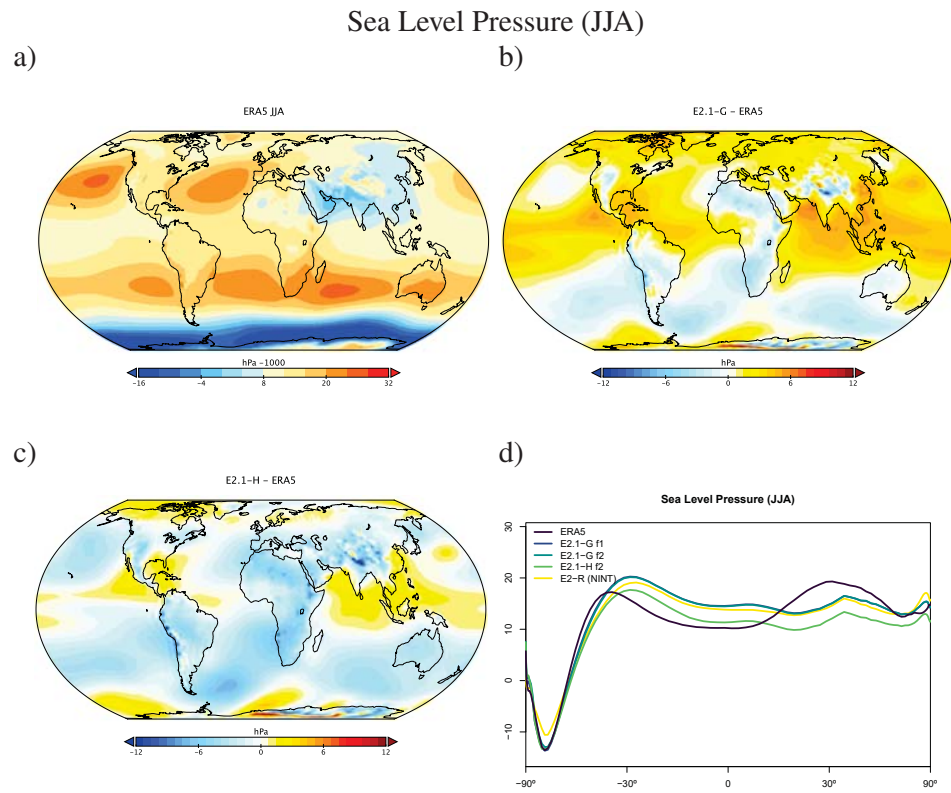 Sea Level Pressure (JJA)
a)
b)
ERA5 JJA
E2.1-G - ERA5
hPa -1000
-16 -4 8 20 32
hPa
-12 -6 0 6 12
c)
d)
E2.1-H - ERA5
hPa
-12 -6 0 6 12
Sea Level Pressure (JJA)
30
20
10
0
-10
ERA5
E2.1-G f1
E2.1-G f2
E2.1-H f2
E2-R (NINT)
-90° -30° 0 30° 90°